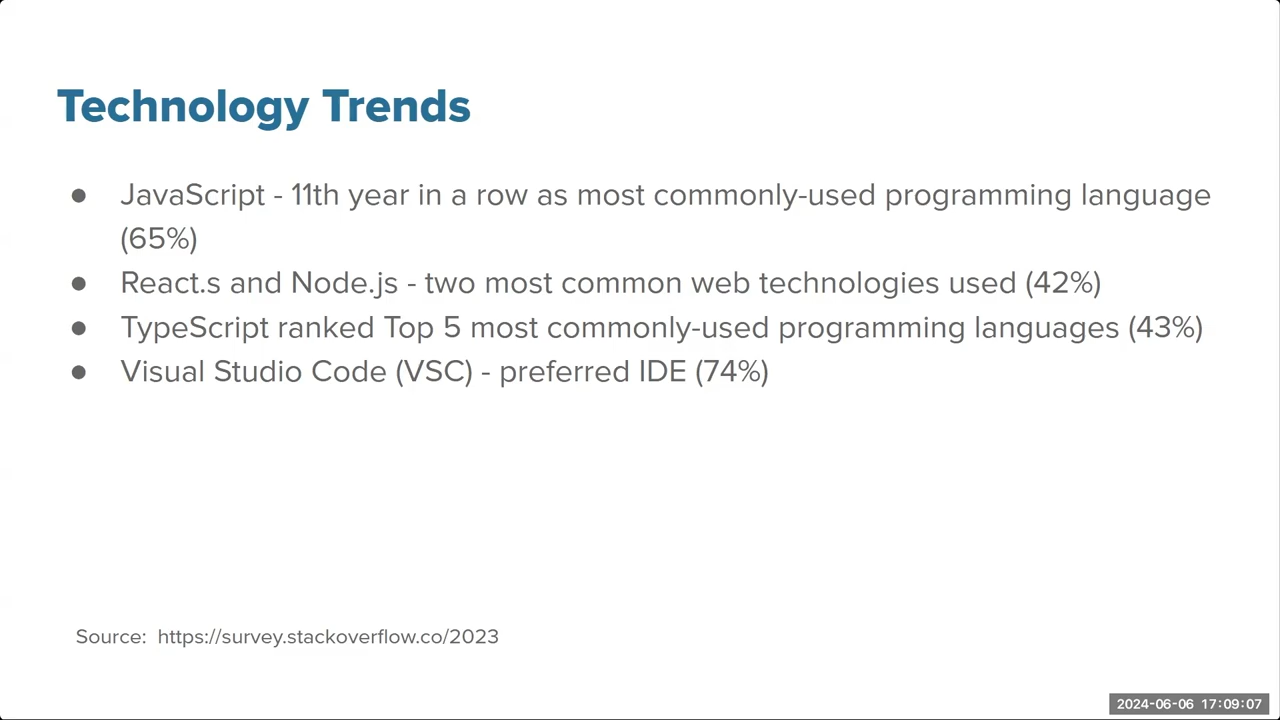 Technology Trends
● JavaScript - 11th year in a row as most commonly-used programming language
(65%)
● React.s and Node.js - two most common web technologies used (42%)
● TypeScript ranked Top 5 most commonly-used programming languages (43%)
● Visual Studio Code (VSC) - preferred IDE (74%)
Source:  https://survey.stackoverflow.co/2023
2024-06-06 17:09:07